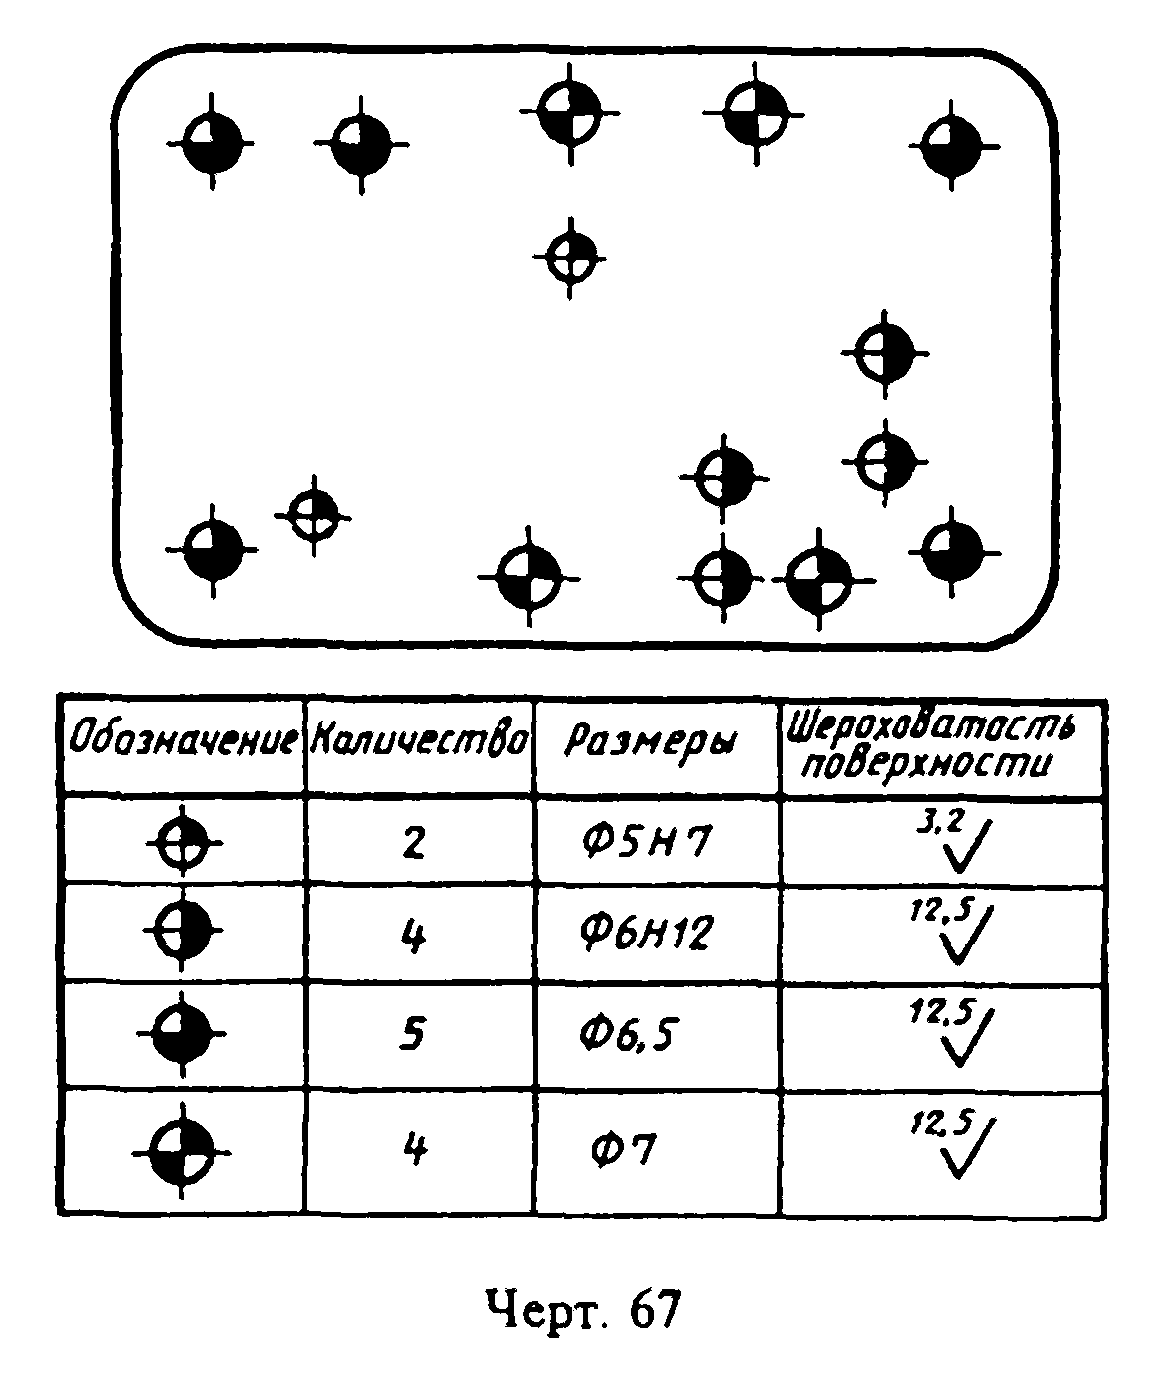 Обозначение Количество Размеры Шероховатость поверхности
2 Ф5Н7 3,2
4 Ф6Н12 12,5
5 Ф6,5 12,5
4 Ф7 12,5
Черт. 67